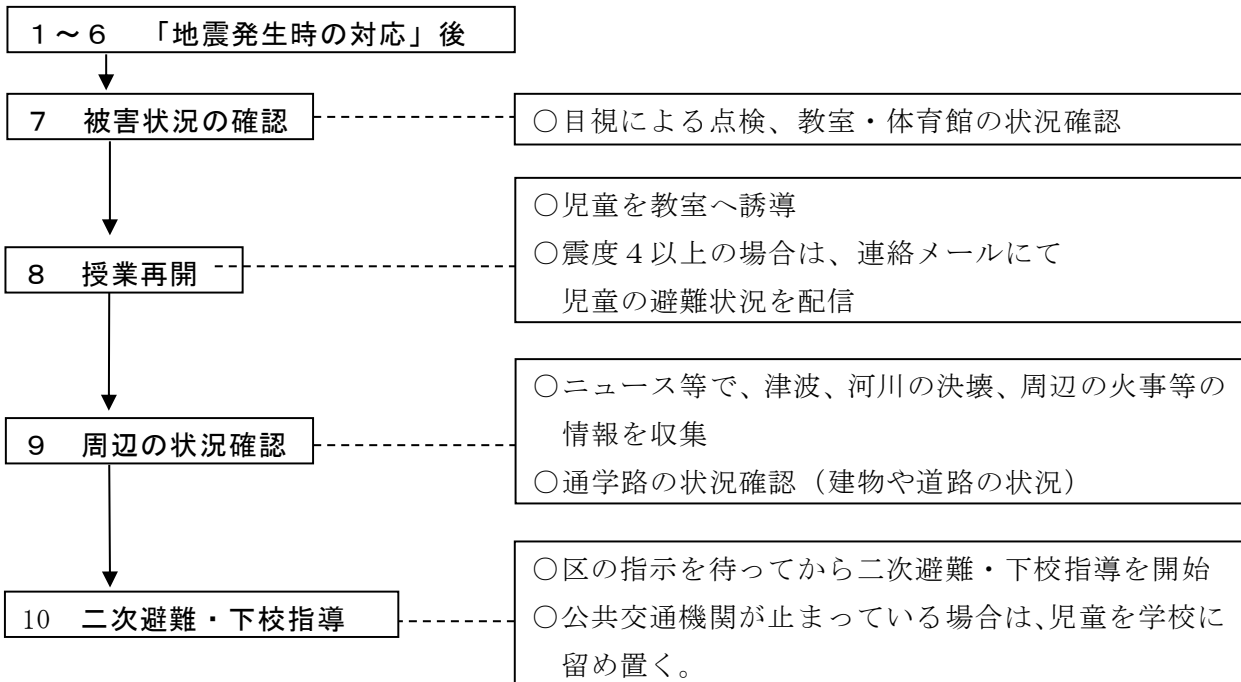 １～６　「地震発生時の対応」後
７　被害状況の確認
○目視による点検、教室・体育館の状況確認
８　授業再開
○児童を教室へ誘導
○震度４以上の場合は、連絡メールにて
児童の避難状況を配信
９　周辺の状況確認
○ニュース等で、津波、河川の決壊、周辺の火事等の
情報を収集
○通学路の状況確認（建物や道路の状況）
10　二次避難・下校指導
○区の指示を待ってから二次避難・下校指導を開始
○公共交通機関が止まっている場合は、児童を学校に
留め置く。